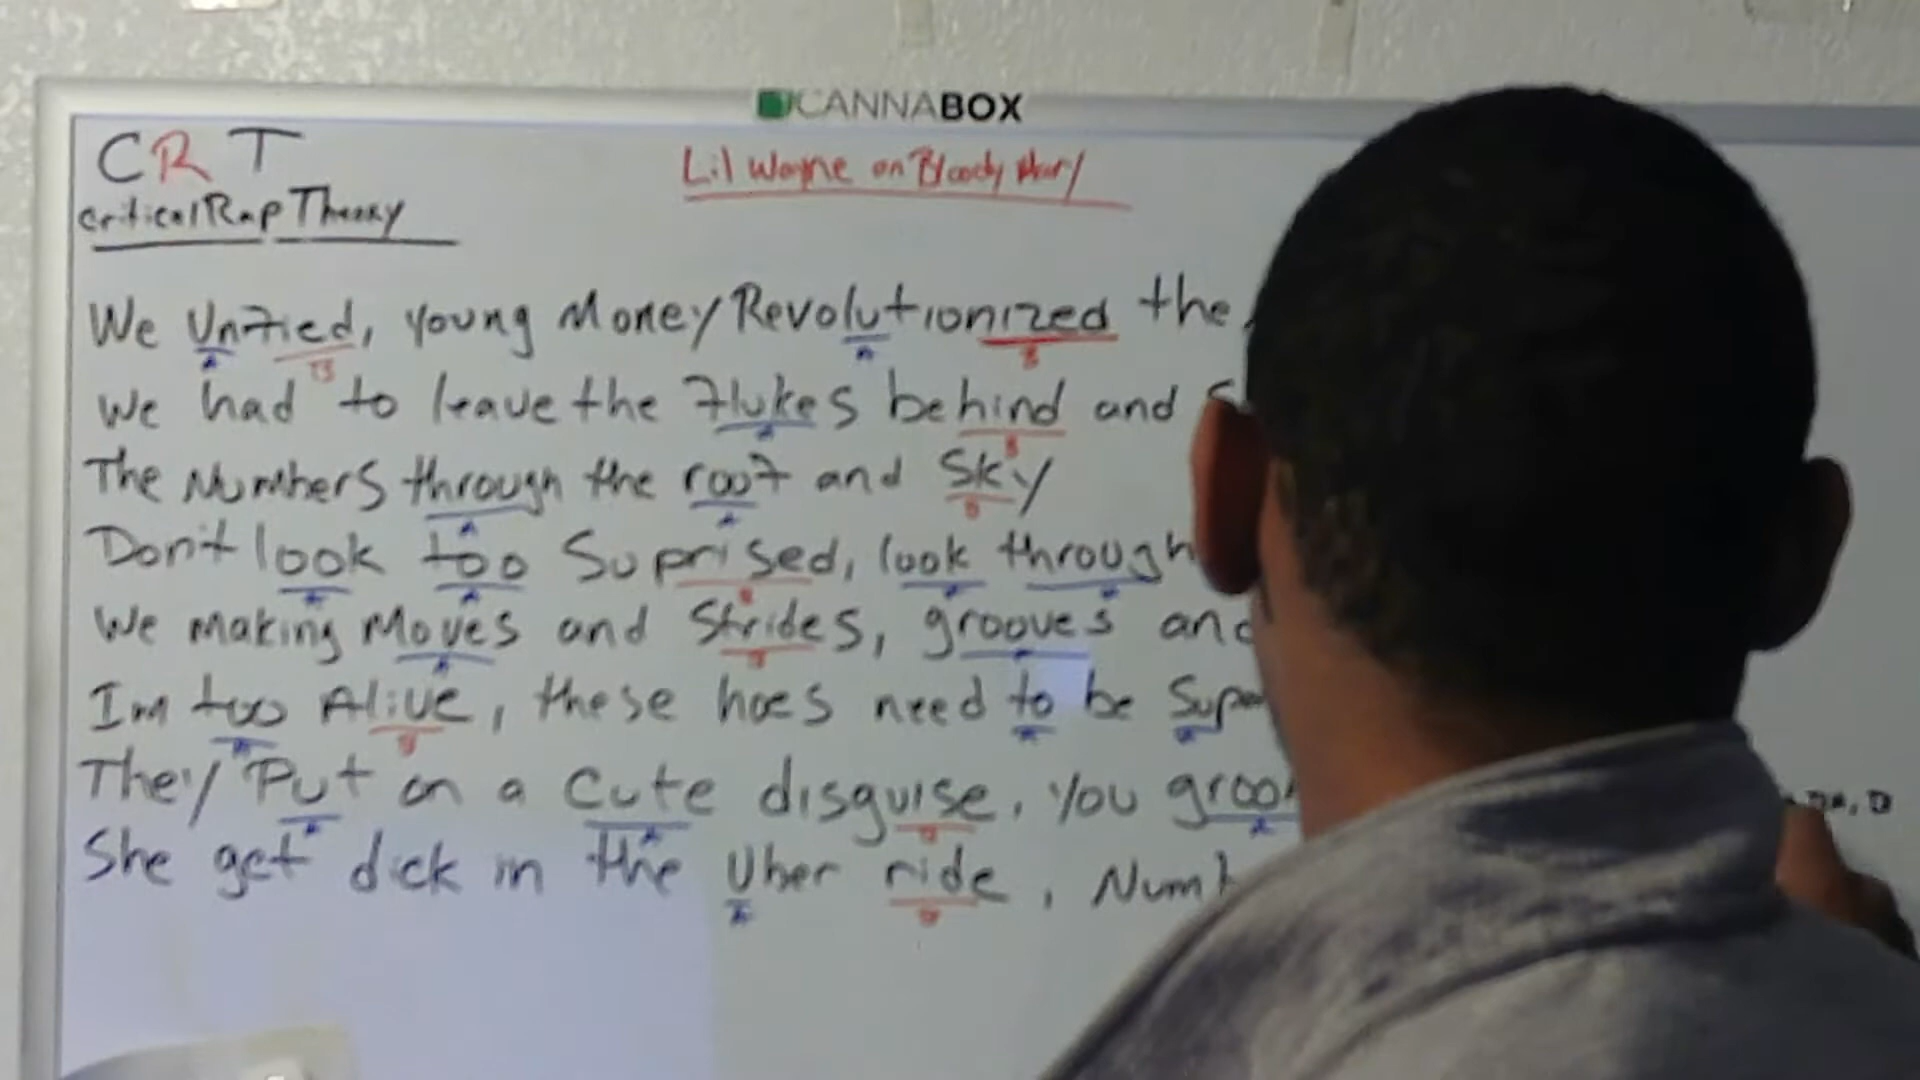 CANNABOX
C R T
Lil Wayne on Bloody Mary
Critical Rap Theory
We Unified, Young Money Revolutionized the
We had to leave the Flukes behind and
The Numbers through the roof and Sky
Don't look too Suprised, look through
We making Moves and Strides, grooves and
Im too Alive, these hoes need to be Supe
They Put on a Cute disguise, You groo
She get dick in the Uber ride, Numb